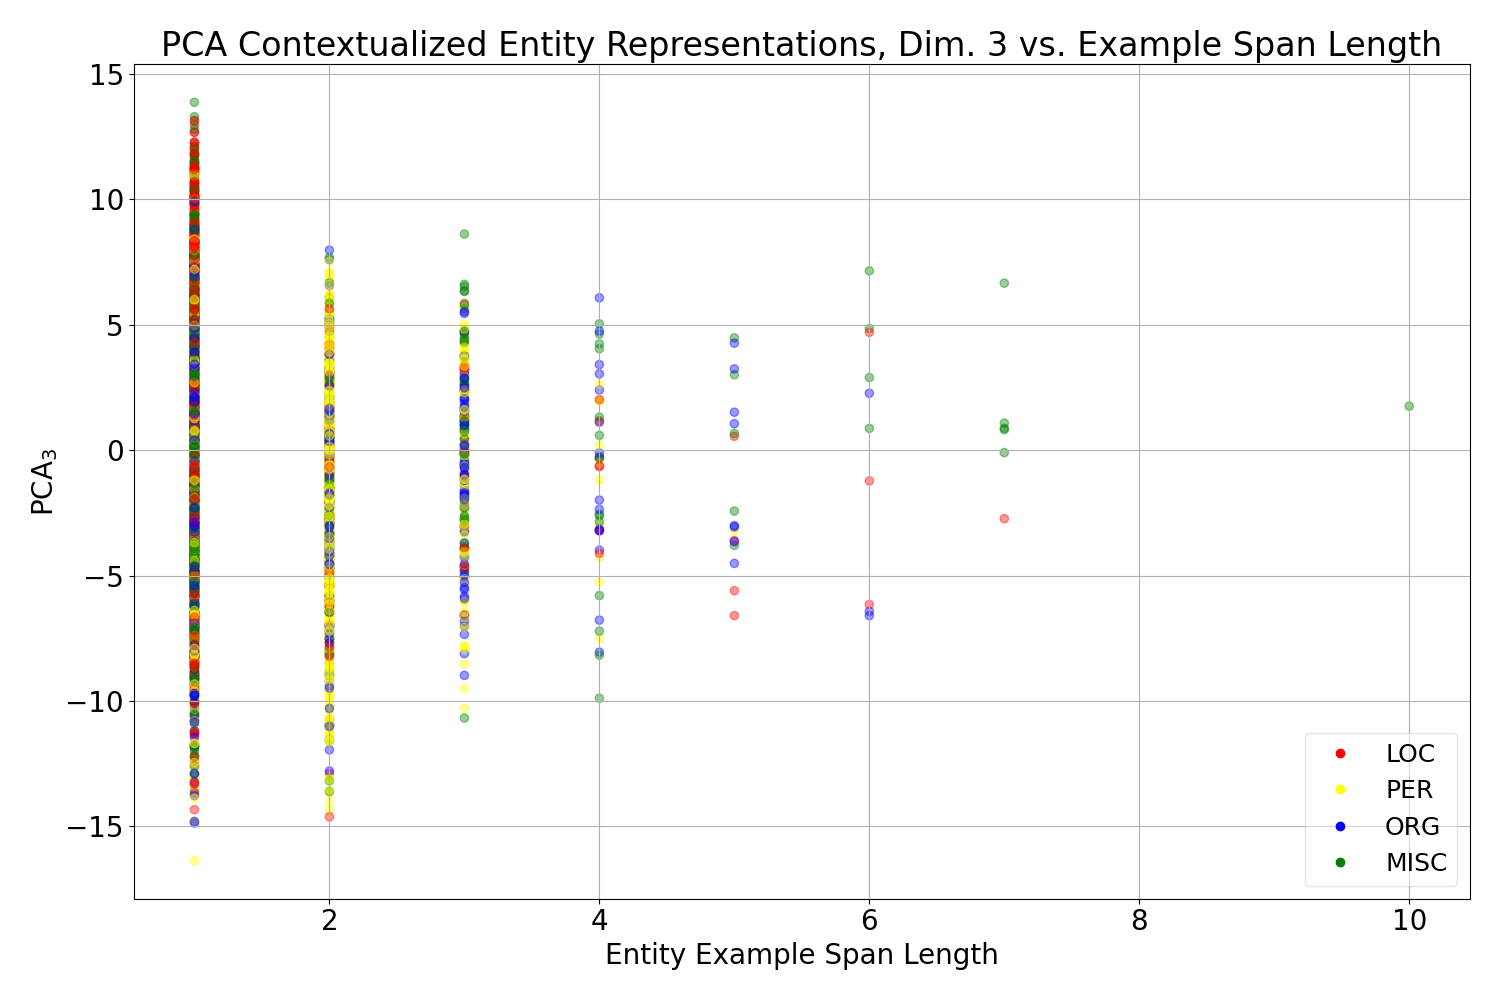 PCA Contextualized Entity Representations, Dim. 3 vs. Example Span Length
15
10
5
0
−5
−10
−15
PCA₃
2
4
6
8
10
Entity Example Span Length
LOC
PER
ORG
MISC